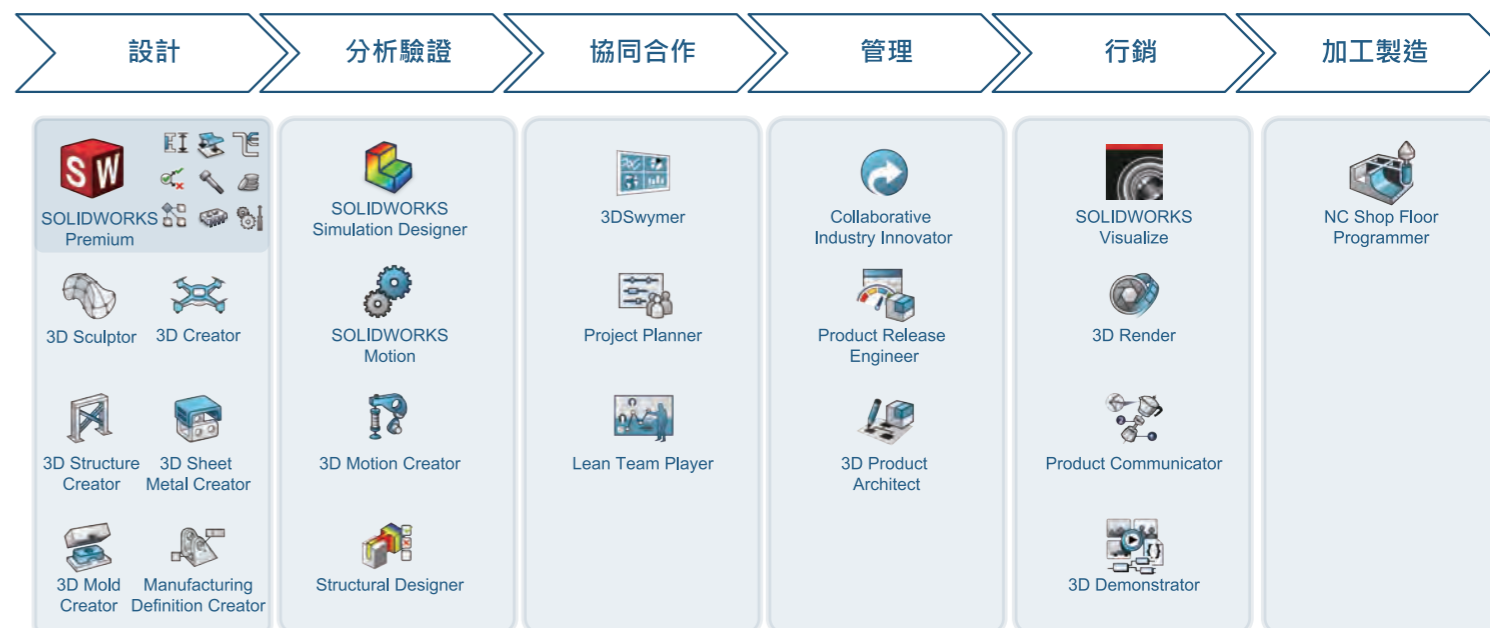 設計
分析驗證
協同合作
管理
行銷
加工製造
SW
SOLIDWORKS
Premium
3D Sculptor
3D Creator
3D Structure
Creator
3D Sheet
Metal Creator
3D Mold
Creator
Manufacturing
Definition Creator
SOLIDWORKS
Simulation Designer
SOLIDWORKS
Motion
3D Motion Creator
Structural Designer
3DSwymer
Project Planner
Lean Team Player
Collaborative
Industry Innovator
Product Release
Engineer
3D Product
Architect
SOLIDWORKS
Visualize
3D Render
Product Communicator
3D Demonstrator
NC Shop Floor
Programmer